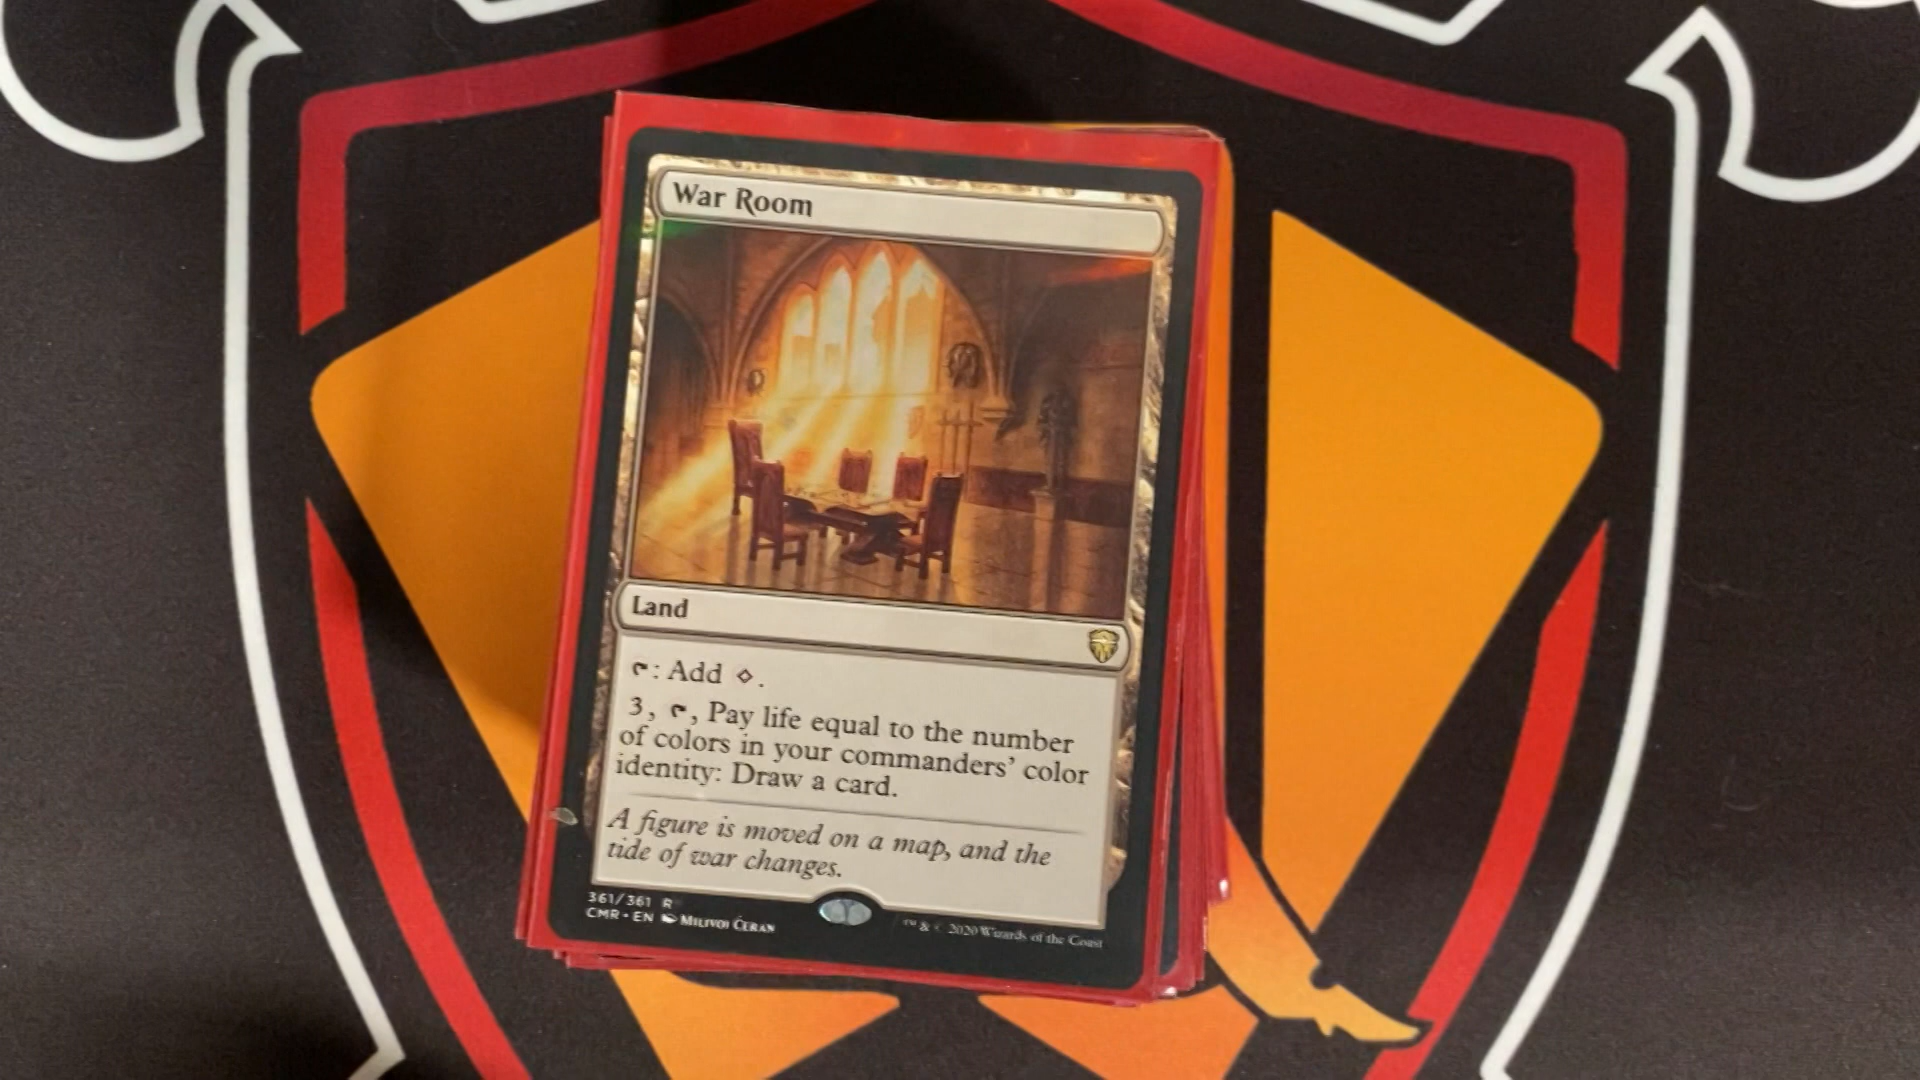 War Room
Land
: Add .
3, , Pay life equal to the number
of colors in your commanders' color
identity: Draw a card.
A figure is moved on a map, and the
tide of war changes.
361/361 R
CMR • EN Milivoj Ćeran
™ & © 2020 Wizards of the Coast